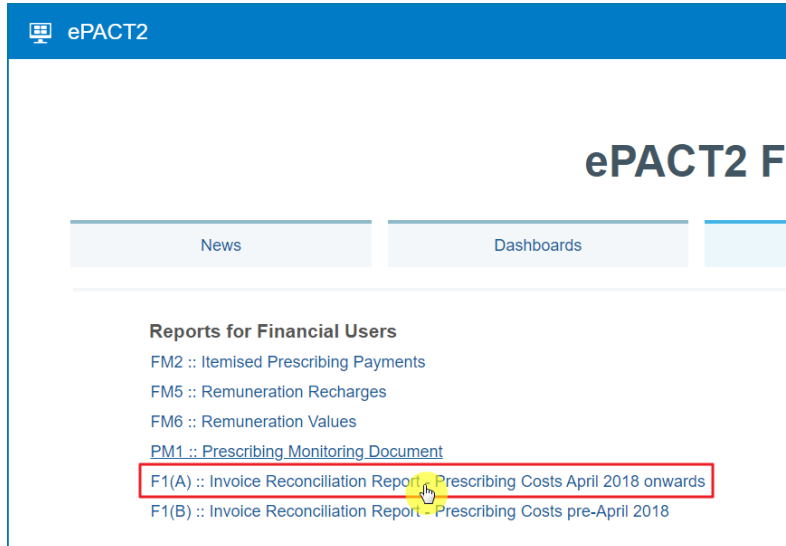 ePACT2
ePACT2 F
News
Dashboards
Reports for Financial Users
FM2 :: Itemised Prescribing Payments
FM5 :: Remuneration Recharges
FM6 :: Remuneration Values
PM1 :: Prescribing Monitoring Document
F1(A) :: Invoice Reconciliation Report - Prescribing Costs April 2018 onwards
F1(B) :: Invoice Reconciliation Report - Prescribing Costs pre-April 2018